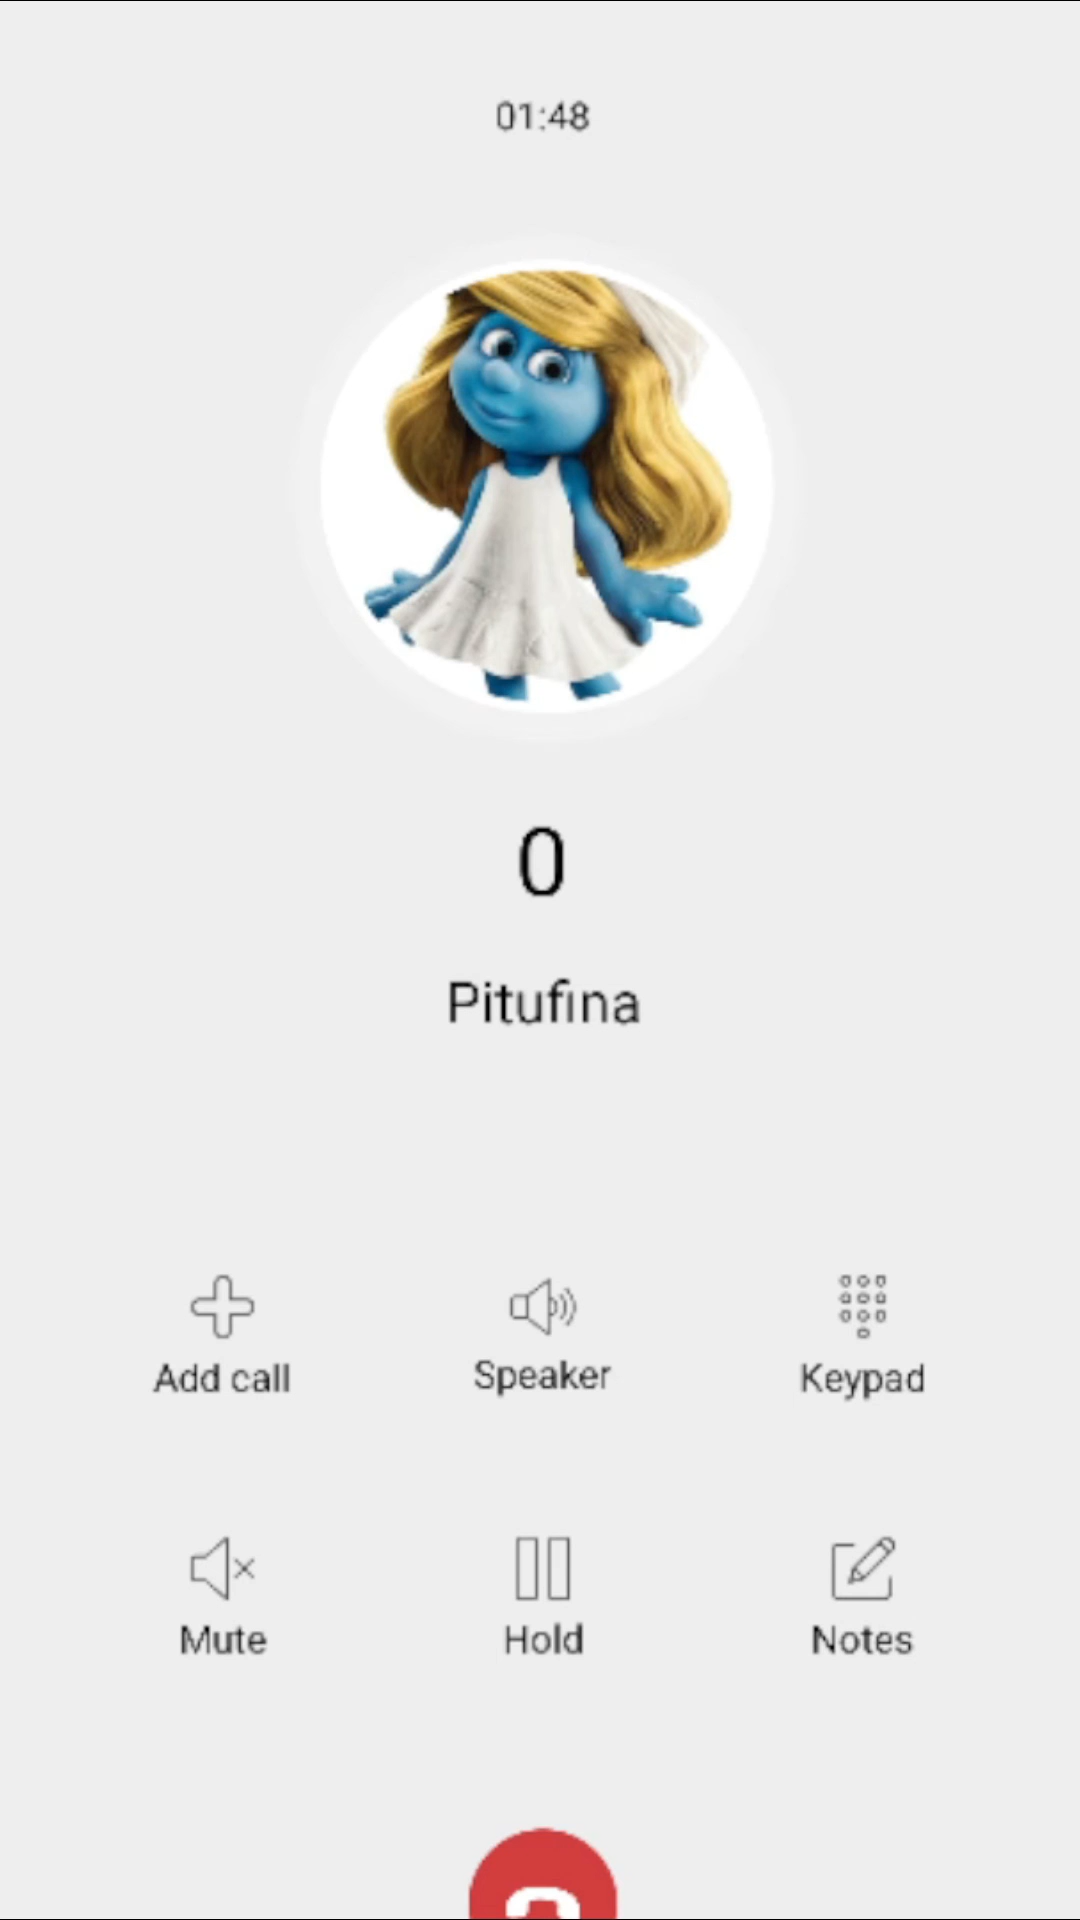 01:48
0
Pitufina
Add call
Speaker
Keypad
Mute
Hold
Notes